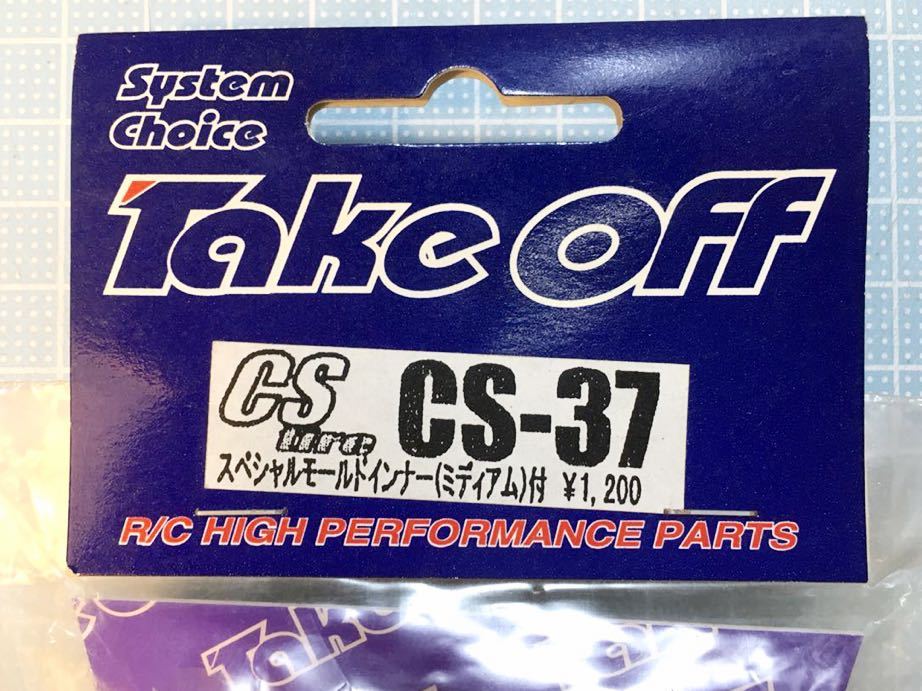 System
Choice
Take Off
CS
CS-37
スペシャルモールドインナー(ミディアム)付 ¥1,200
R/C HIGH PERFORMANCE PARTS
Take